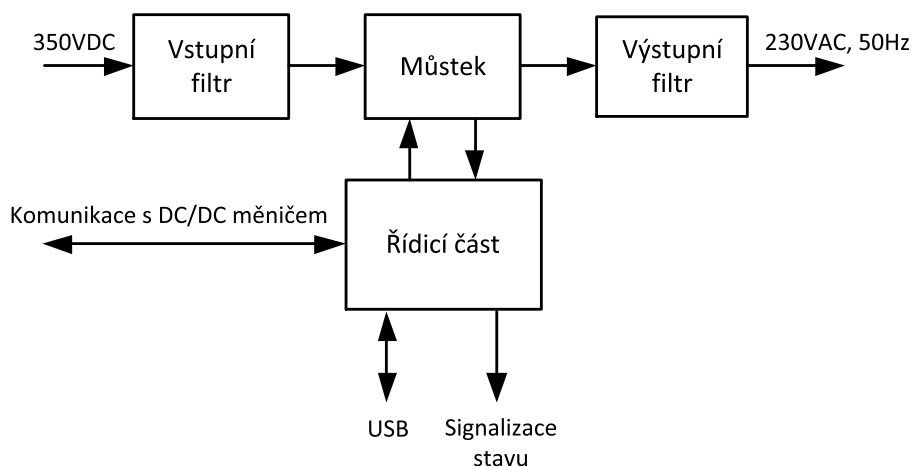 350VDC
Vstupní
filtr
Můstek
Výstupní
filtr
230VAC, 50Hz
Komunikace s DC/DC měničem
Řídicí část
USB
Signalizace
stavu